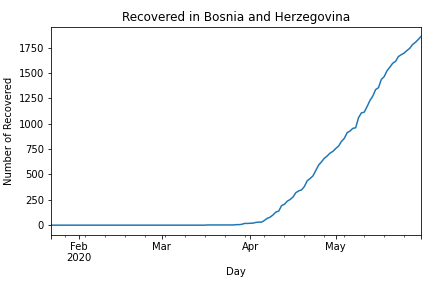 Recovered in Bosnia and Herzegovina
Number of Recovered
1750
1500
1250
1000
750
500
250
0
Feb Mar Apr May
2020
Day